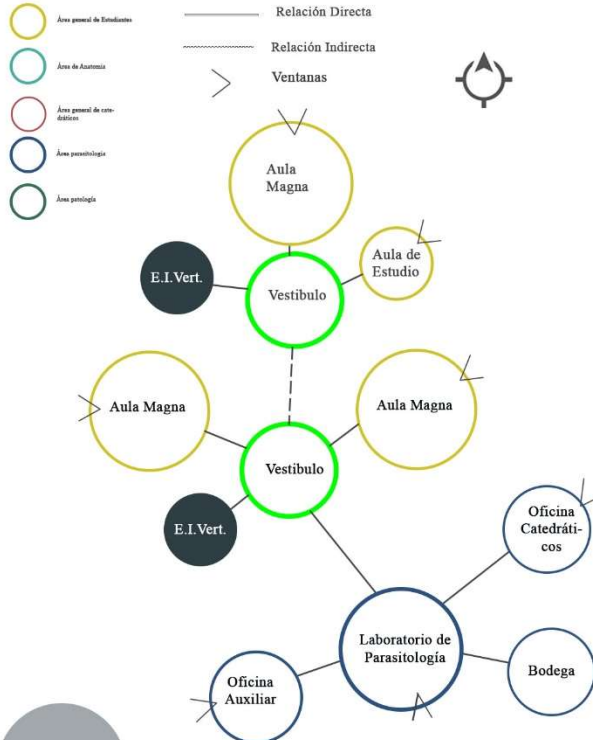 Área general de Estudiantes
Área de Anatomía
Área general de cate-
dráticos
Área parasitología
Área patología
Relación Directa
Relación Indirecta
Ventanas
Aula
Magna
Aula de
Estudio
E.I.Vert.
Vestibulo
Aula Magna
Aula Magna
Vestibulo
E.I.Vert.
Oficina
Catedráti-
cos
Laboratorio de
Parasitología
Bodega
Oficina
Auxiliar